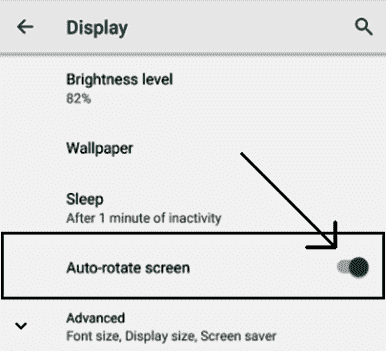 Display
Brightness level
82%
Wallpaper
Sleep
After 1 minute of inactivity
Auto-rotate screen
Advanced
Font size, Display size, Screen saver